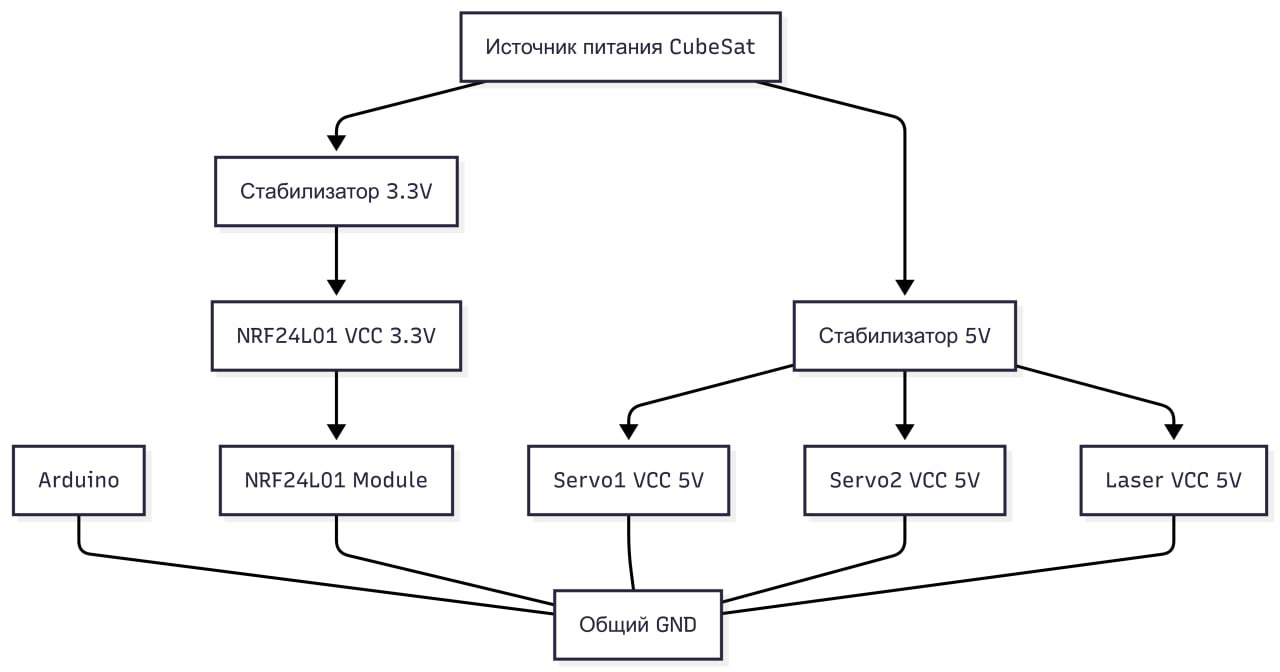 Источник питания CubeSat
Стабилизатор 3.3V
NRF24L01 VCC 3.3V
Стабилизатор 5V
Arduino
NRF24L01 Module
Servo1 VCC 5V
Servo2 VCC 5V
Laser VCC 5V
Общий GND